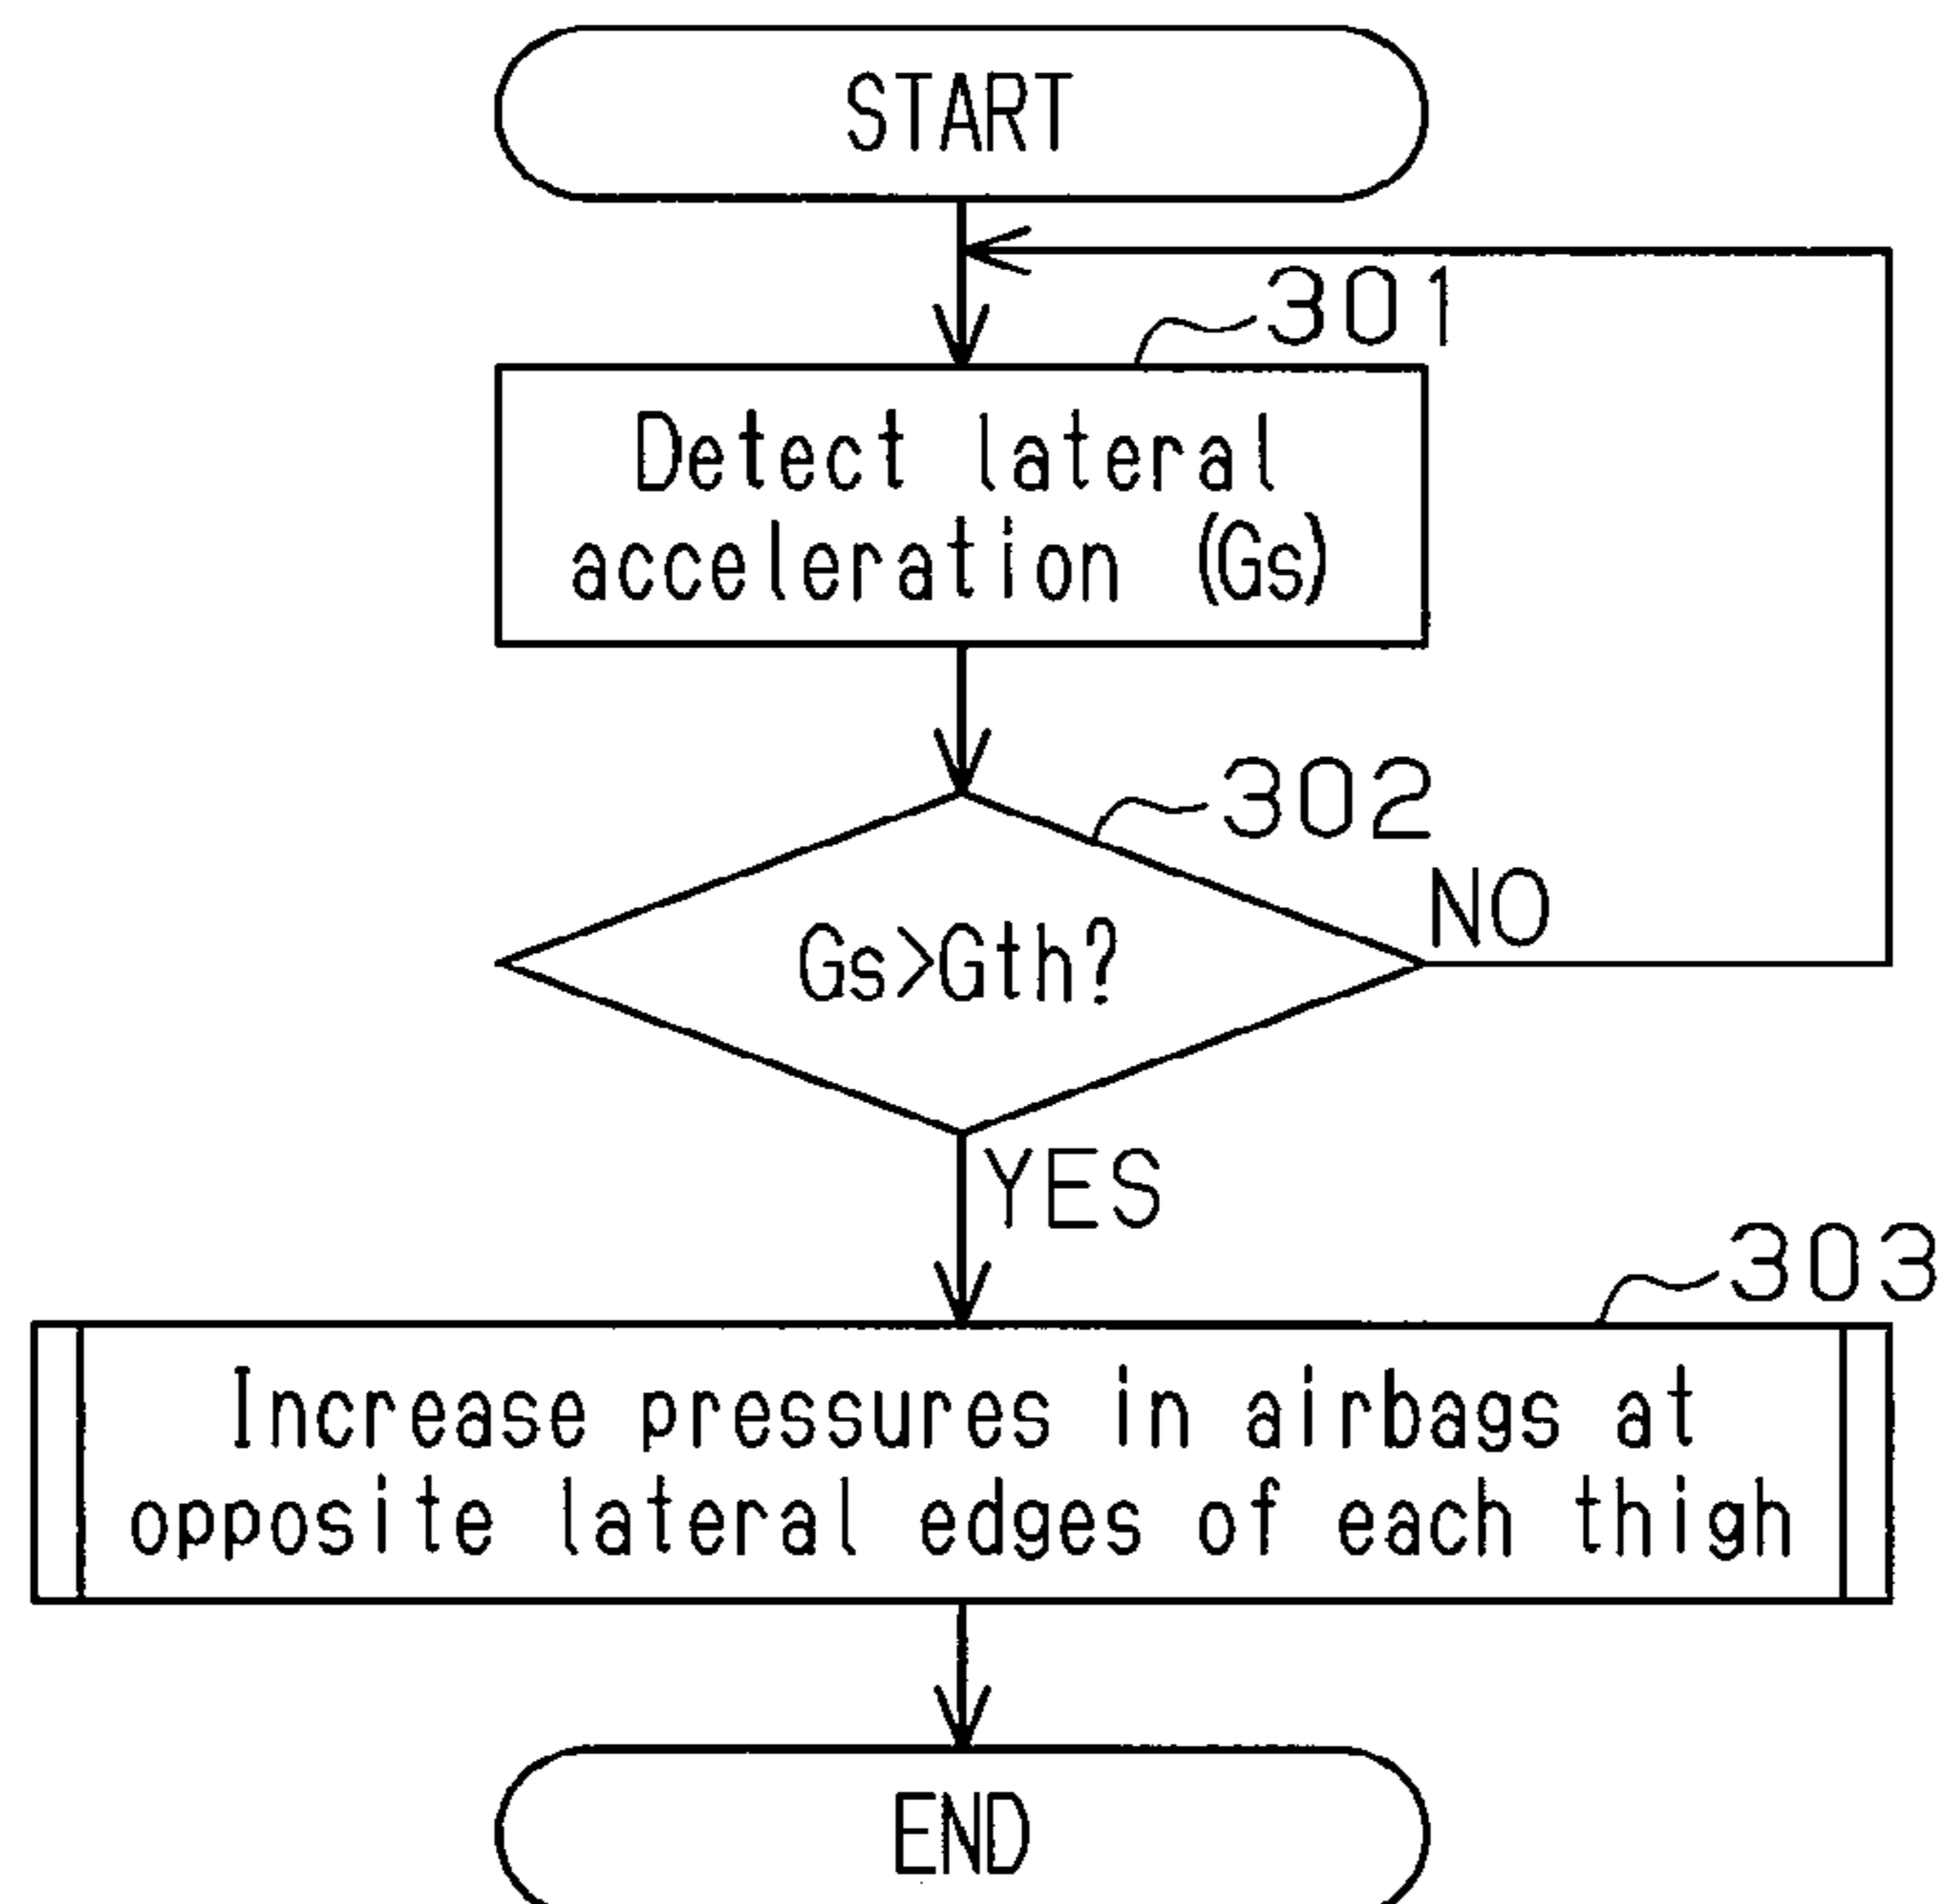 START
301
Detect lateral
acceleration (Gs)
302
Gs>Gth?
NO
YES
303
Increase pressures in airbags at
opposite lateral edges of each thigh
END